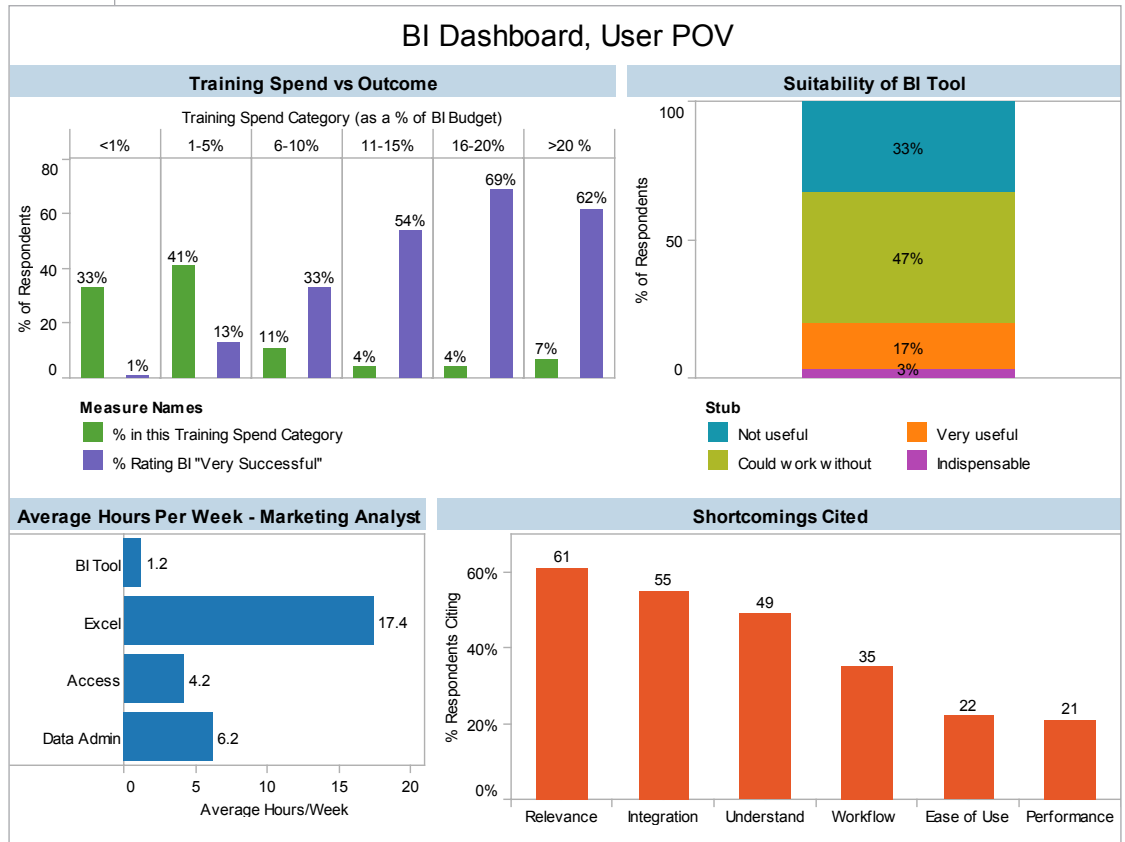 BI Dashboard, User POV
Training Spend vs Outcome
Training Spend Category (as a % of BI Budget)
<1% 1-5% 6-10% 11-15% 16-20% >20 %
% of Respondents
80
60
40
20
0
33% 1%
41% 13%
11% 33%
4% 54%
4% 69%
7% 62%
Measure Names
% in this Training Spend Category
% Rating BI "Very Successful"
Suitability of BI Tool
% of Respondents
100
50
0
33%
47%
17%
3%
Stub
Not useful Very useful
Could work without Indispensable
Average Hours Per Week - Marketing Analyst
BI Tool 1.2
Excel 17.4
Access 4.2
Data Admin 6.2
0 5 10 15 20
Average Hours/Week
Shortcomings Cited
% Respondents Citing
60%
40%
20%
0%
61 55 49 35 22 21
Relevance Integration Understand Workflow Ease of Use Performance